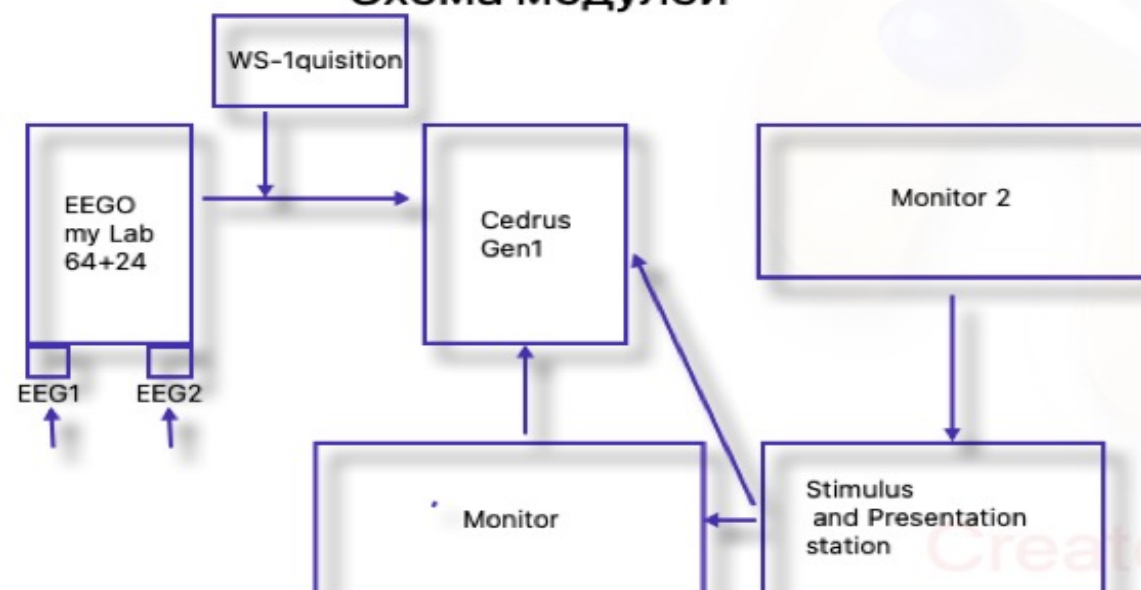 Схема модулей
WS-1quisition
EEGO
my Lab
64+24
Cedrus
Gen1
Monitor 2
EEG1
EEG2
Monitor
Stimulus
and Presentation
station
Create